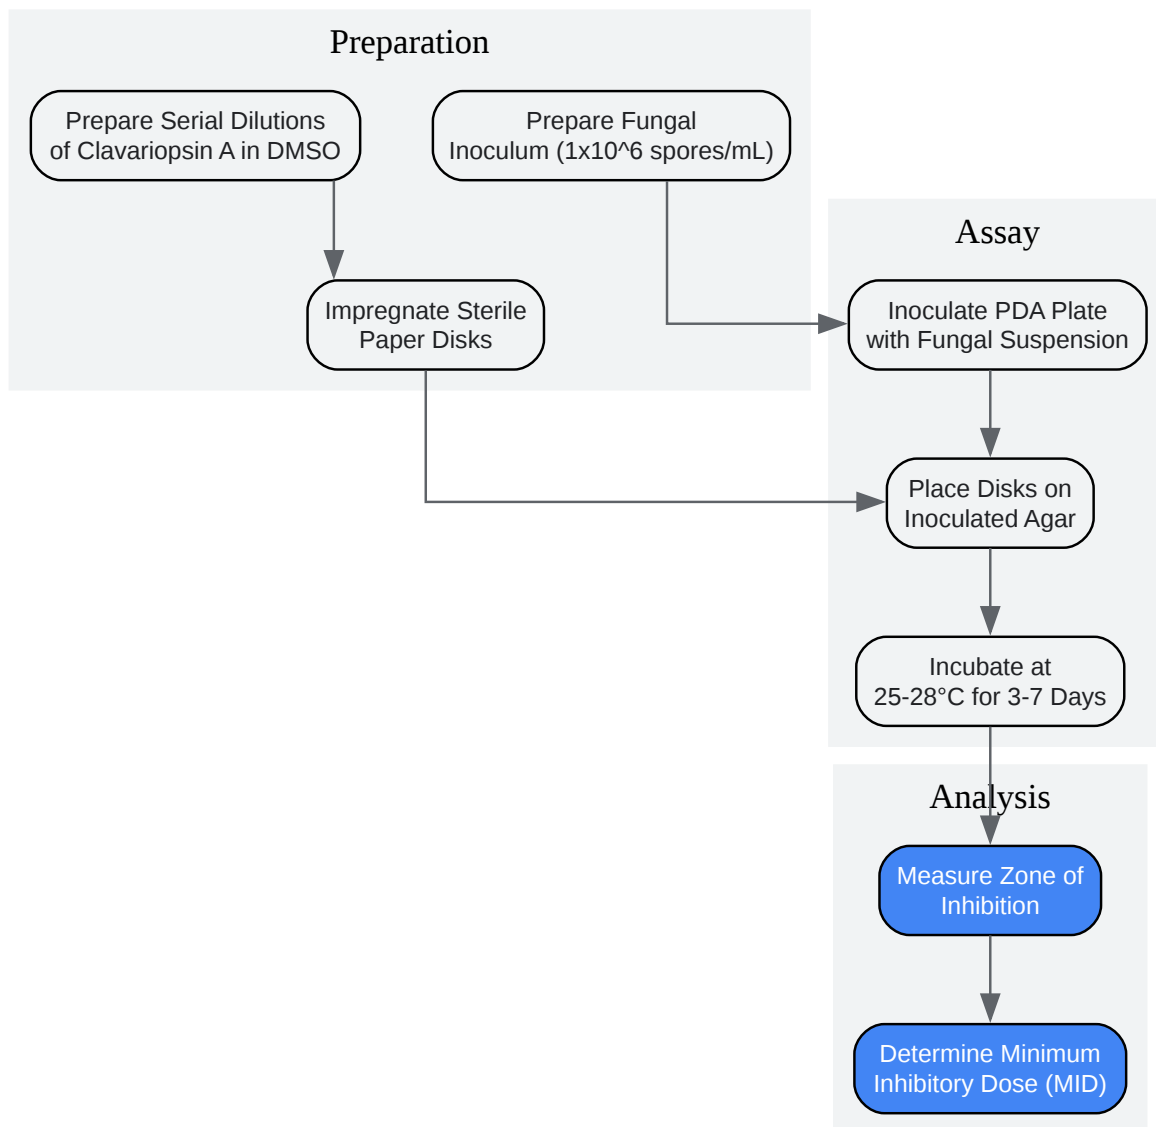 Preparation
Prepare Serial Dilutions
of Clavariopsin A in DMSO
Prepare Fungal
Inoculum (1x10^6 spores/mL)
Impregnate Sterile
Paper Disks
Assay
Inoculate PDA Plate
with Fungal Suspension
Place Disks on
Inoculated Agar
Incubate at
25-28°C for 3-7 Days
Analysis
Measure Zone of
Inhibition
Determine Minimum
Inhibitory Dose (MID)